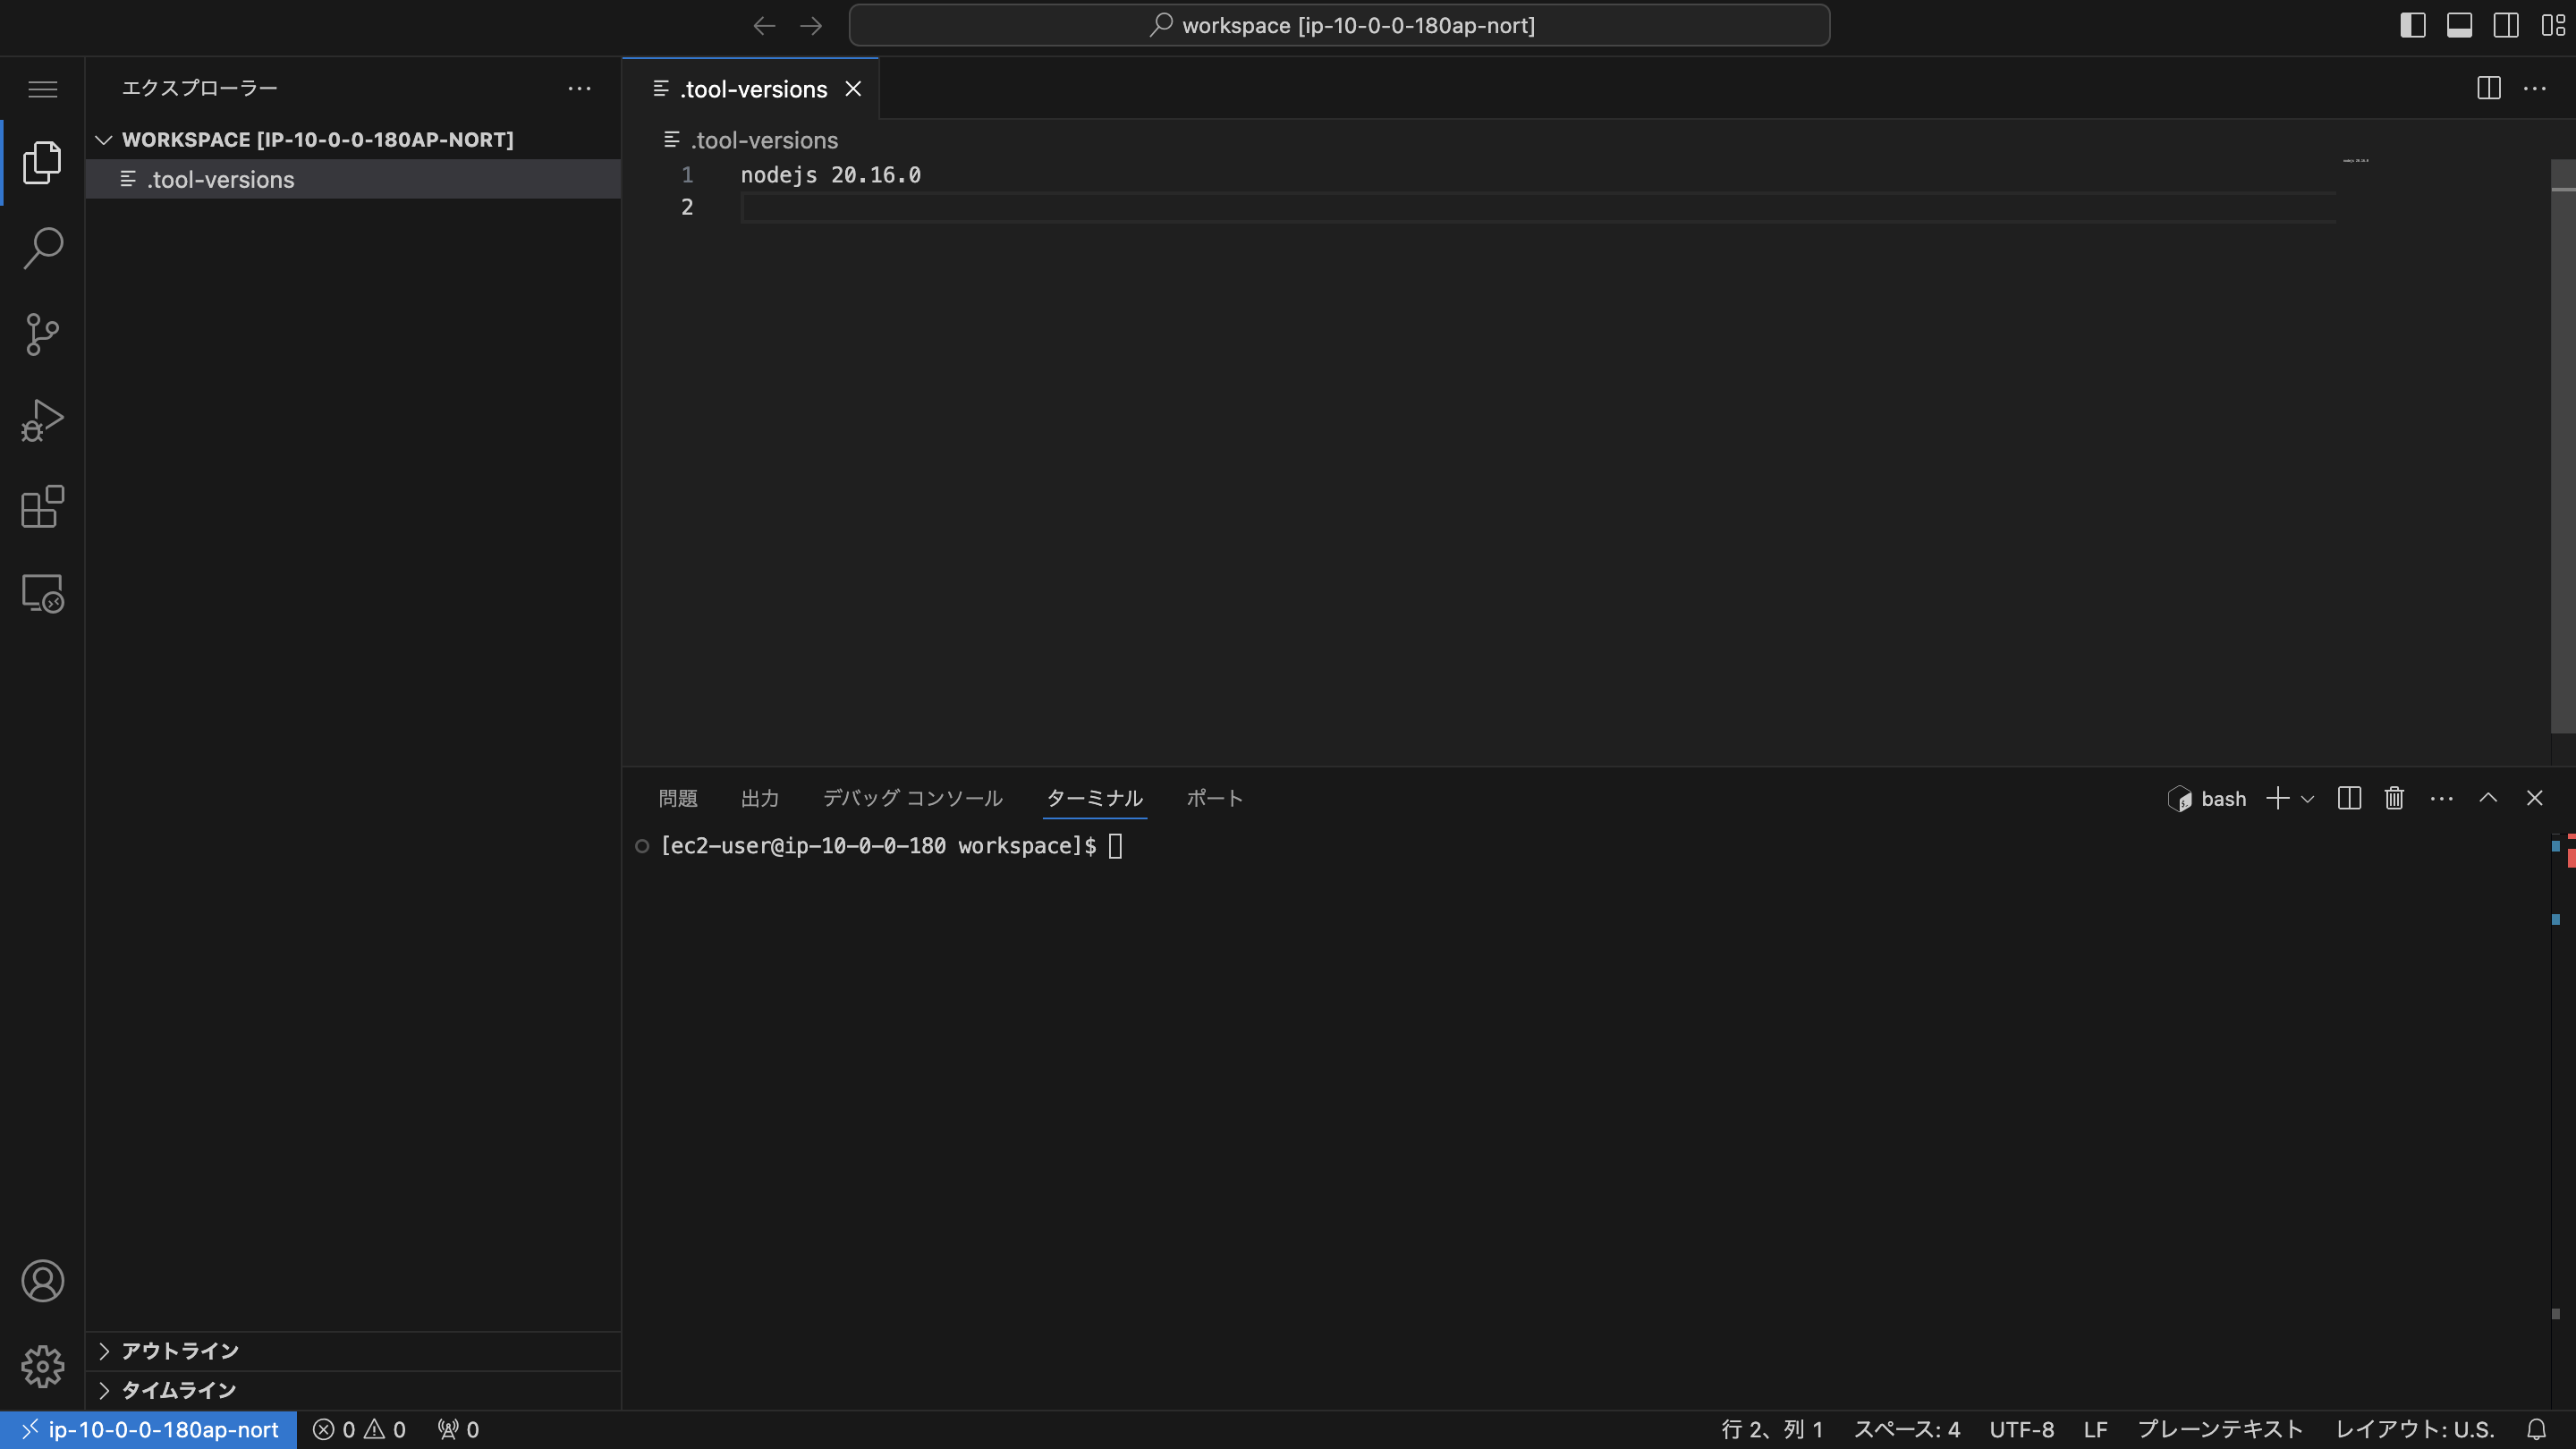 workspace [ip-10-0-0-180ap-nort]
エクスプローラー
WORKSPACE [IP-10-0-0-180AP-NORT]
.tool-versions
.tool-versions
.tool-versions
1 nodejs 20.16.0
2
問題 出力 デバッグ コンソール ターミナル ポート
bash
[ec2-user@ip-10-0-0-180 workspace]$
アウトライン
タイムライン
ip-10-0-0-180ap-nort 0 0 0
行 2、列 1 スペース: 4 UTF-8 LF プレーンテキスト レイアウト: U.S.